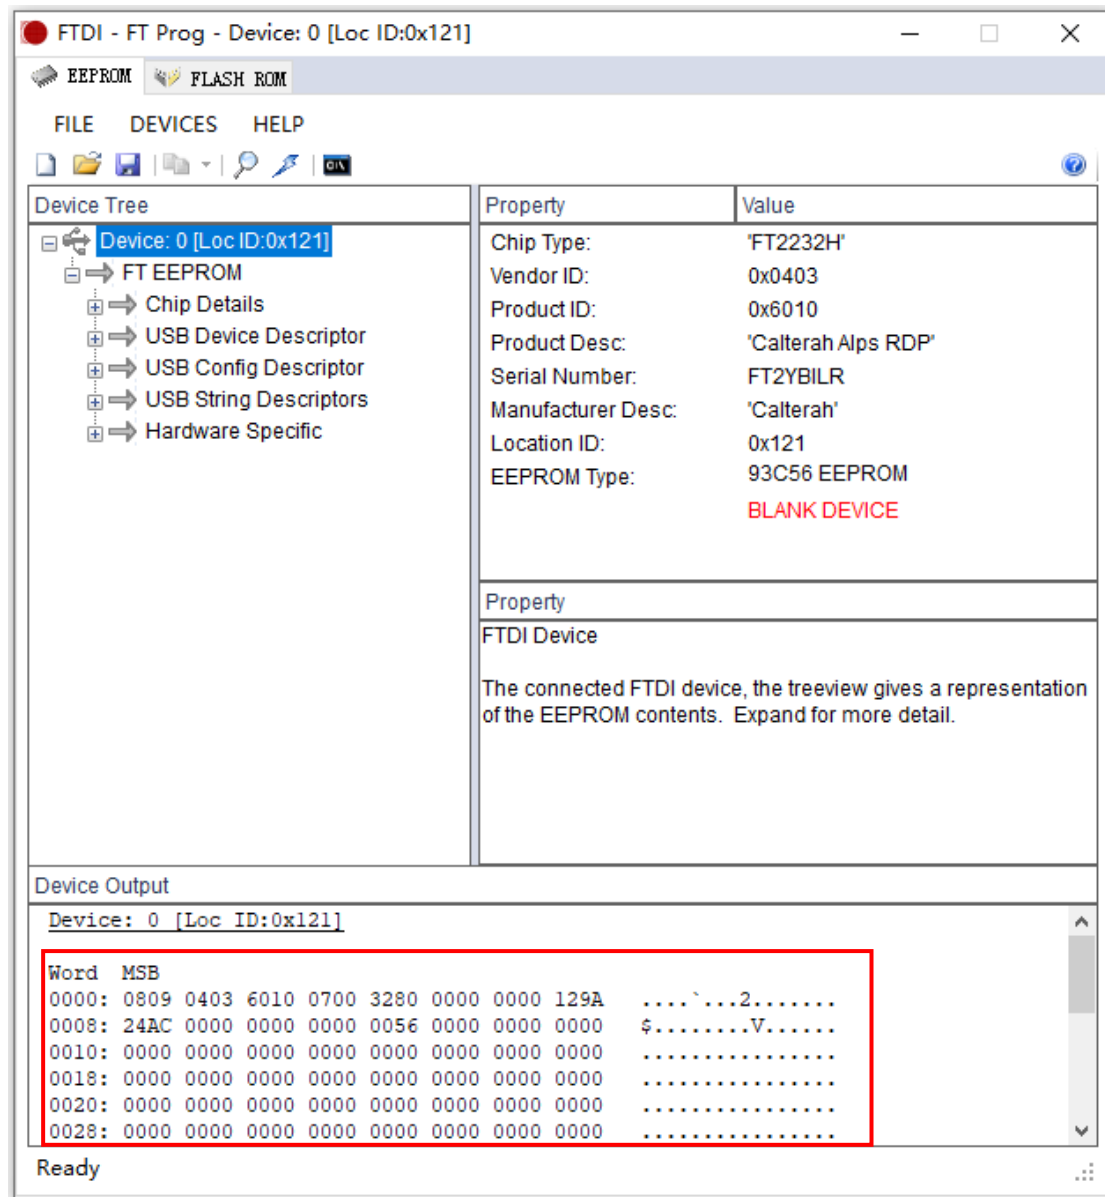 FTDI - FT Prog - Device: 0 [Loc ID:0x121]
EEPROM FLASH ROM
FILE DEVICES HELP
Device Tree
Device: 0 [Loc ID:0x121]
FT EEPROM
Chip Details
USB Device Descriptor
USB Config Descriptor
USB String Descriptors
Hardware Specific
Property Value
Chip Type: 'FT2232H'
Vendor ID: 0x0403
Product ID: 0x6010
Product Desc: 'Calterah Alps RDP'
Serial Number: FT2YBILR
Manufacturer Desc: 'Calterah'
Location ID: 0x121
EEPROM Type: 93C56 EEPROM
BLANK DEVICE
Property
FTDI Device
The connected FTDI device, the treeview gives a representation
of the EEPROM contents. Expand for more detail.
Device Output
Device: 0 [Loc ID:0x121]
Word MSB
0000: 0809 0403 6010 0700 3280 0000 0000 129A ....`...2.......
0008: 24AC 0000 0000 0000 0056 0000 0000 0000 $........V......
0010: 0000 0000 0000 0000 0000 0000 0000 0000 ................
0018: 0000 0000 0000 0000 0000 0000 0000 0000 ................
0020: 0000 0000 0000 0000 0000 0000 0000 0000 ................
0028: 0000 0000 0000 0000 0000 0000 0000 0000 ................
Ready